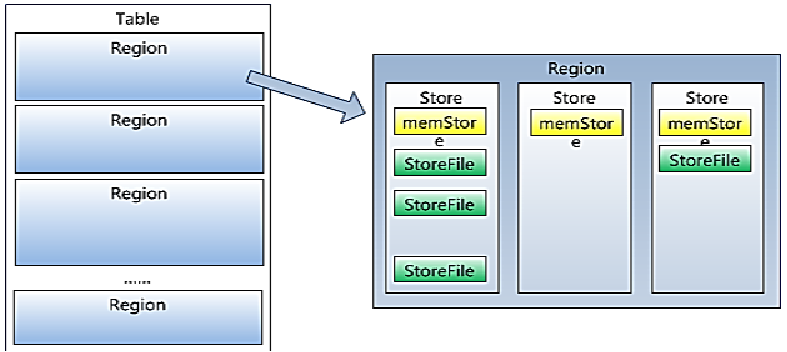 Table
Region
Region
Region
......
Region
Region
Store
memStor
e
StoreFile
StoreFile
StoreFile
Store
memStor
e
Store
memStor
e
StoreFile